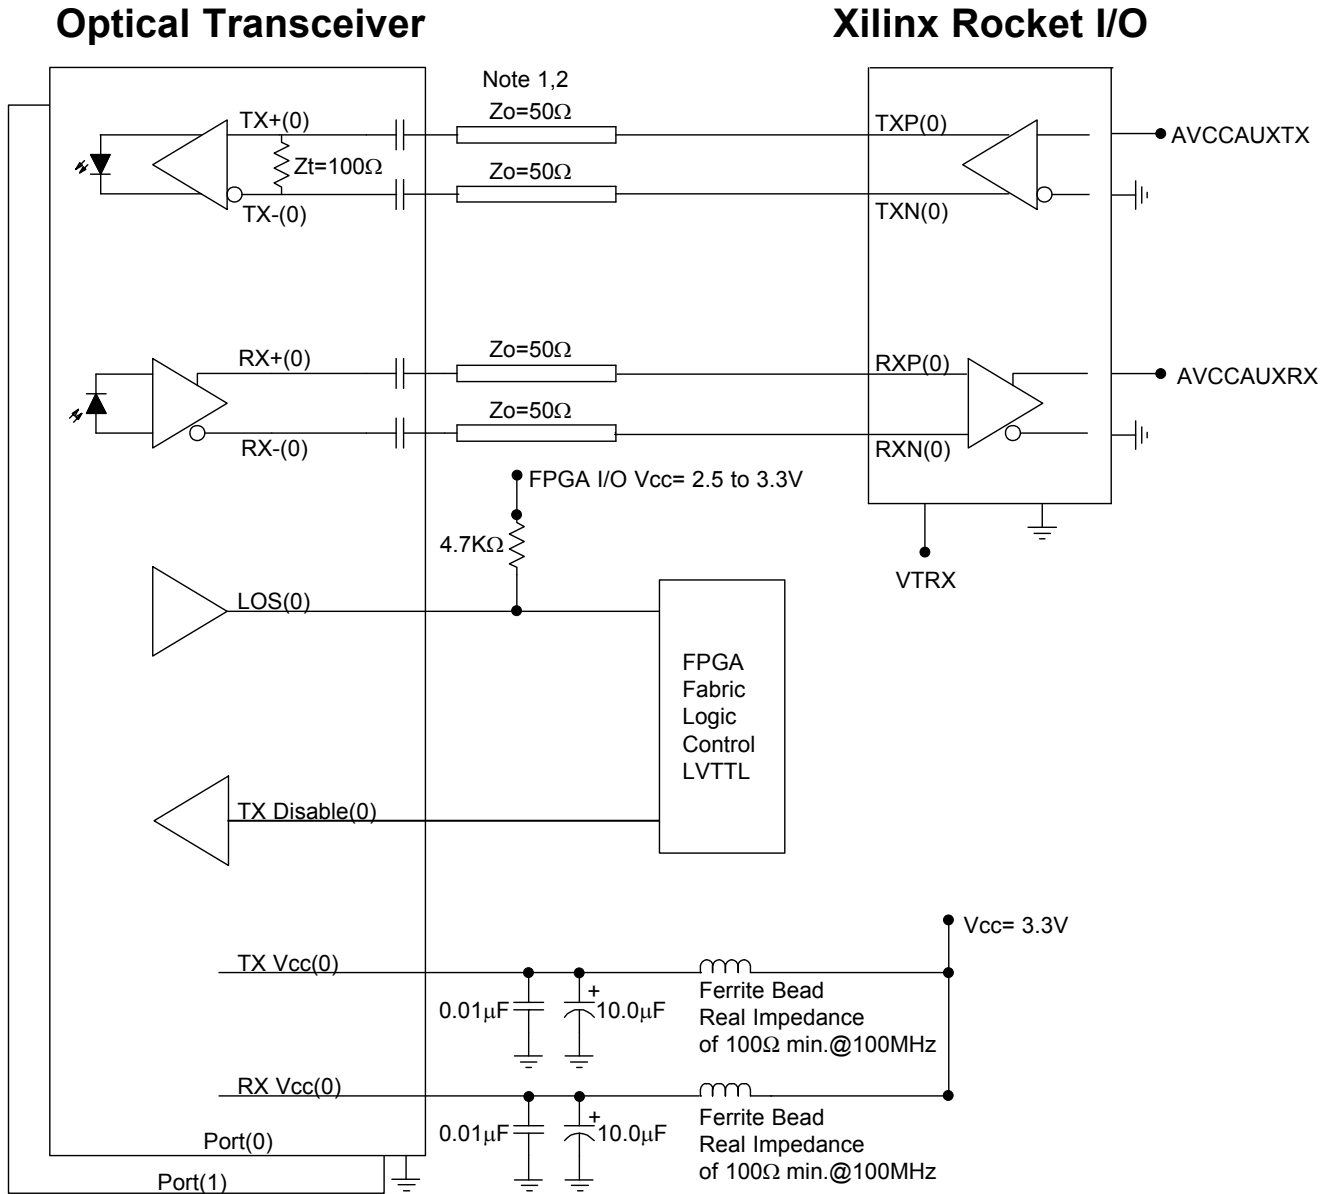 Optical Transceiver
Xilinx Rocket I/O
Note 1,2
Zo=50Ω
TX+(0)
TXP(0)
AVCCAUXTX
Zt=100Ω
Zo=50Ω
TX-(0)
TXN(0)
Zo=50Ω
RX+(0)
RXP(0)
AVCCAUXRX
Zo=50Ω
RX-(0)
RXN(0)
FPGA I/O Vcc= 2.5 to 3.3V
4.7KΩ
VTRX
LOS(0)
FPGA
Fabric
Logic
Control
LVTTL
TX Disable(0)
Vcc= 3.3V
TX Vcc(0)
0.01μF
+
10.0μF
Ferrite Bead
Real Impedance
of 100Ω min.@100MHz
RX Vcc(0)
0.01μF
+
10.0μF
Ferrite Bead
Real Impedance
of 100Ω min.@100MHz
Port(0)
Port(1)